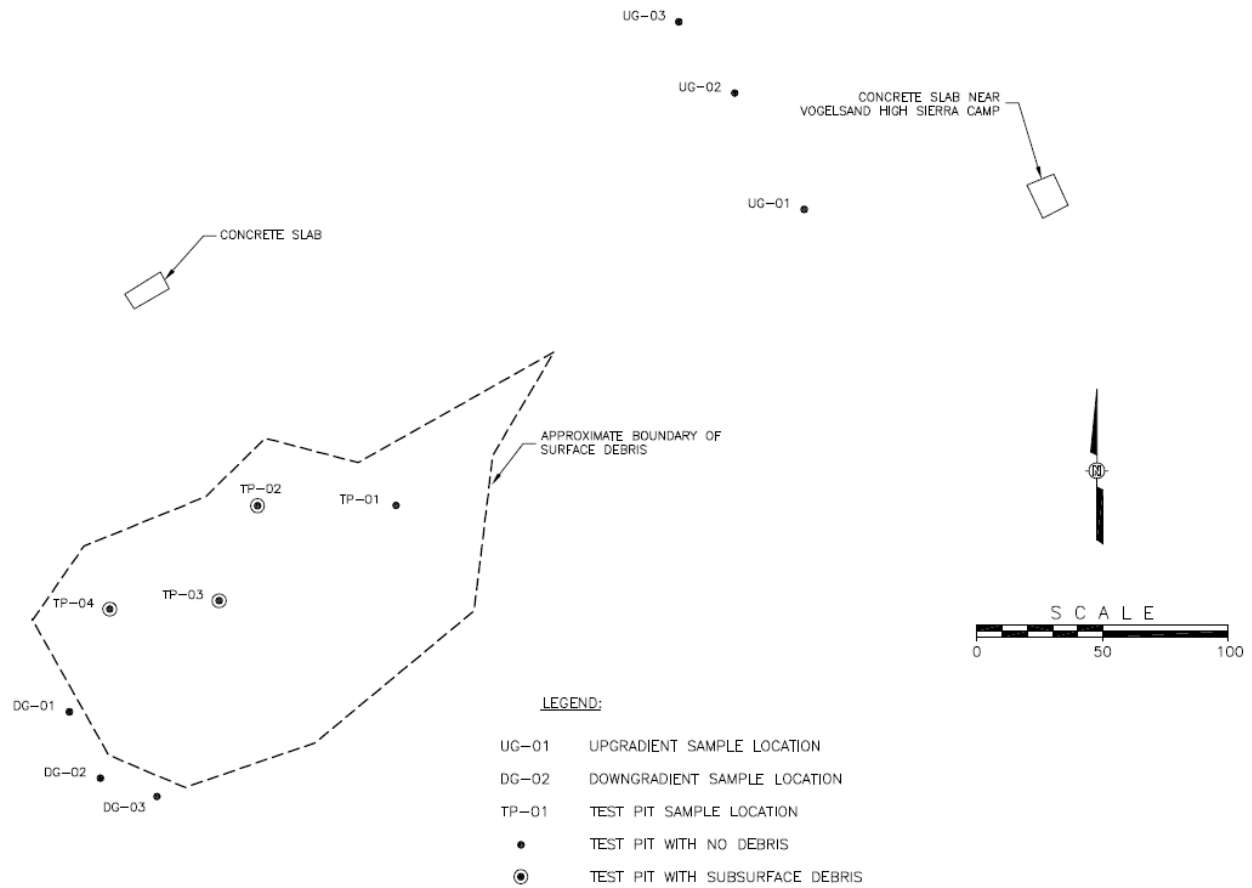 UG-03
UG-02
CONCRETE SLAB NEAR
VOGELSAND HIGH SIERRA CAMP
UG-01
CONCRETE SLAB
APPROXIMATE BOUNDARY OF
SURFACE DEBRIS
TP-02
TP-01
N
TP-03
TP-04
SCALE
0 50 100
DG-01
DG-02
DG-03
LEGEND:
UG-01 UPGRADIENT SAMPLE LOCATION
DG-02 DOWNGRADIENT SAMPLE LOCATION
TP-01 TEST PIT SAMPLE LOCATION
TEST PIT WITH NO DEBRIS
TEST PIT WITH SUBSURFACE DEBRIS